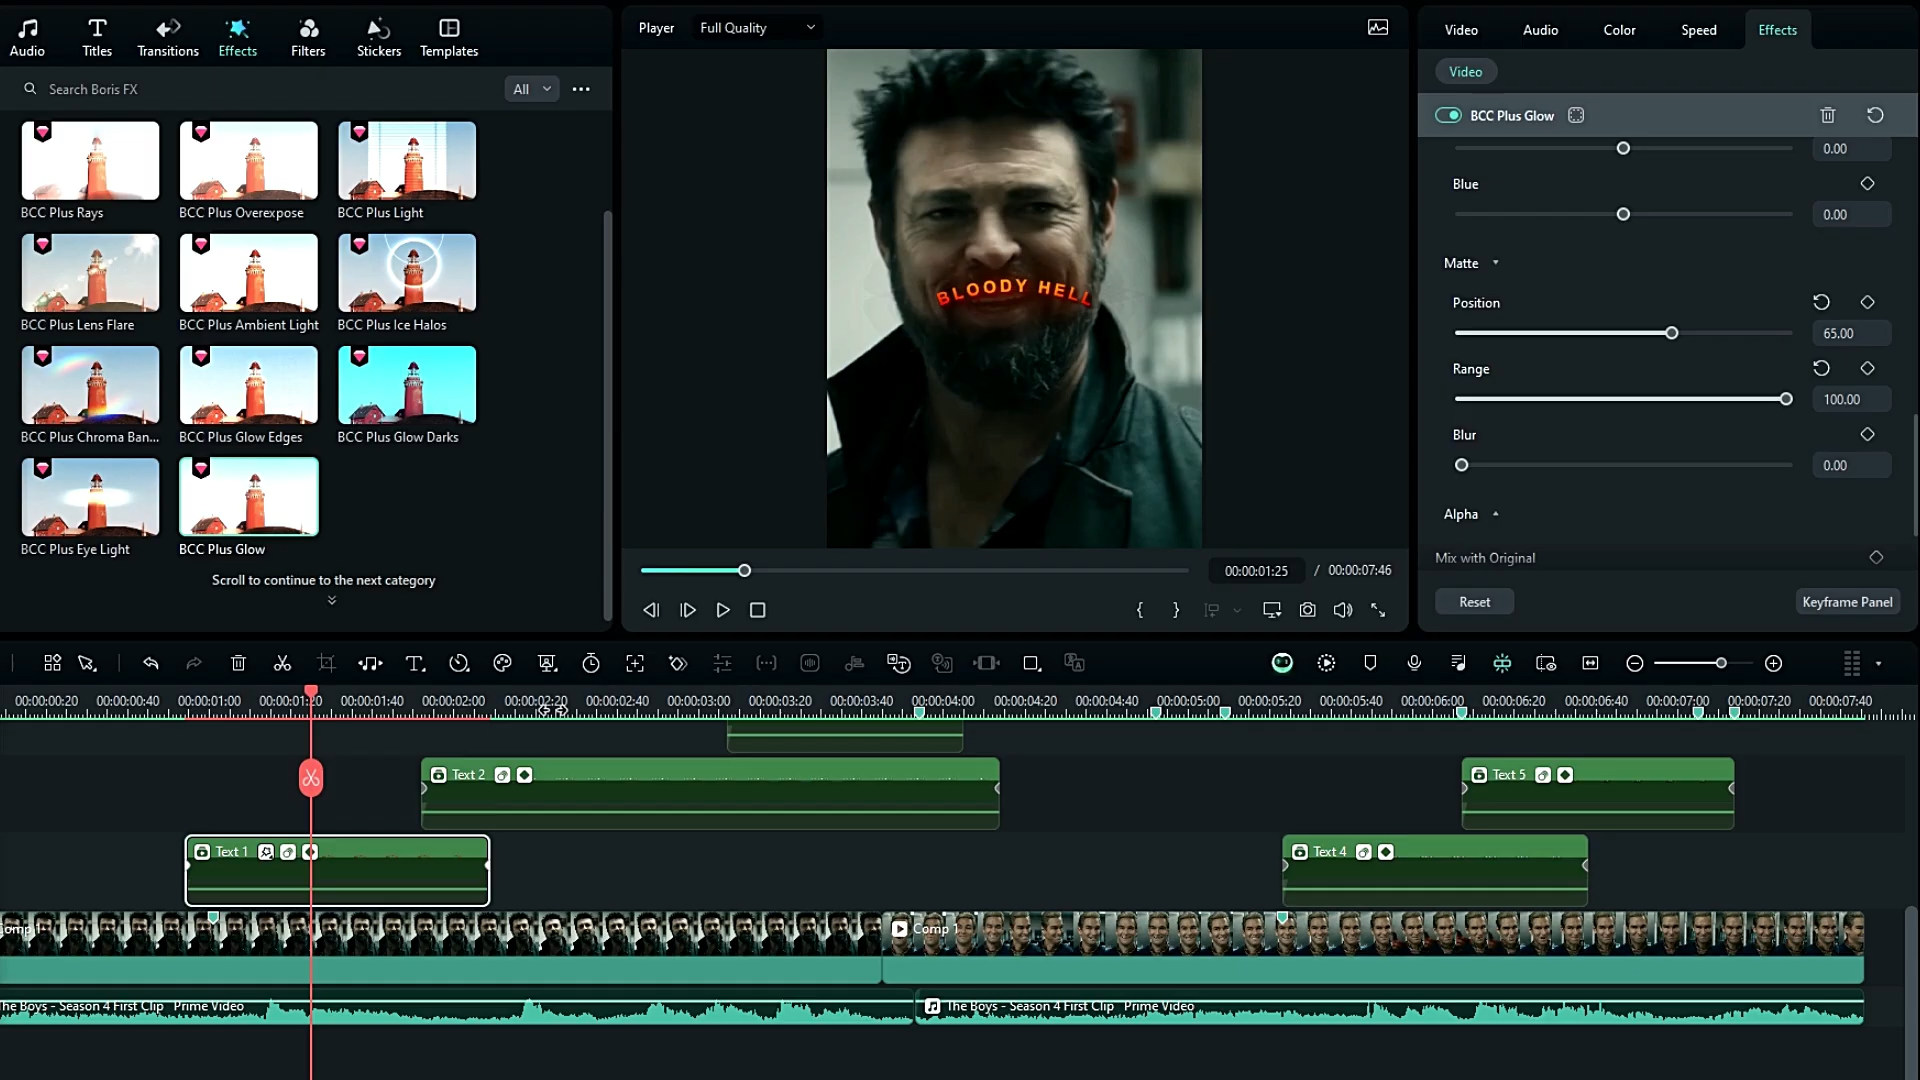 Audio
Titles
Transitions
Effects
Filters
Stickers
Templates
Search Boris FX
All
BCC Plus Rays
BCC Plus Overexpose
BCC Plus Light
BCC Plus Lens Flare
BCC Plus Ambient Light
BCC Plus Ice Halos
BCC Plus Chroma Ban...
BCC Plus Glow Edges
BCC Plus Glow Darks
BCC Plus Eye Light
BCC Plus Glow
Scroll to continue to the next category
Player
Full Quality
BLOODY HELL
00:00:01:25 / 00:00:07:46
{ }
Video
Audio
Color
Speed
Effects
Video
BCC Plus Glow
0.00
Blue
0.00
Matte
Position
65.00
Range
100.00
Blur
0.00
Alpha
Mix with Original
Reset
Keyframe Panel
00:00:00:20 00:00:00:40 00:00:01:00 00:00:01:20 00:00:01:40 00:00:02:00 00:00:02:20 00:00:02:40 00:00:03:00 00:00:03:20 00:00:03:40 00:00:04:00 00:00:04:20 00:00:04:40 00:00:05:00 00:00:05:20 00:00:05:40 00:00:06:00 00:00:06:20 00:00:06:40 00:00:07:00 00:00:07:20 00:00:07:40
Text 2
Text 5
Text 1
Text 4
Comp 1
Comp 1
The Boys - Season 4 First Clip Prime Video
The Boys - Season 4 First Clip Prime Video